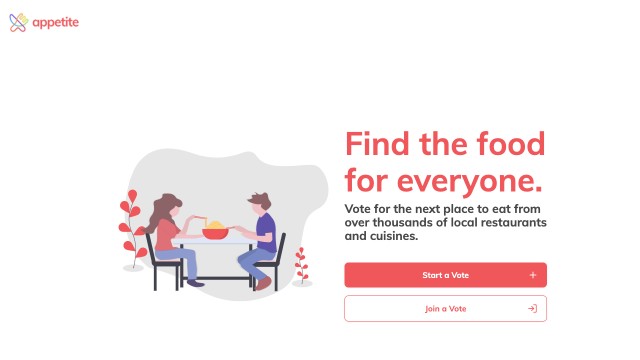 appetite
Find the food
for everyone.
Vote for the next place to eat from
over thousands of local restaurants
and cuisines.
Start a Vote
Join a Vote